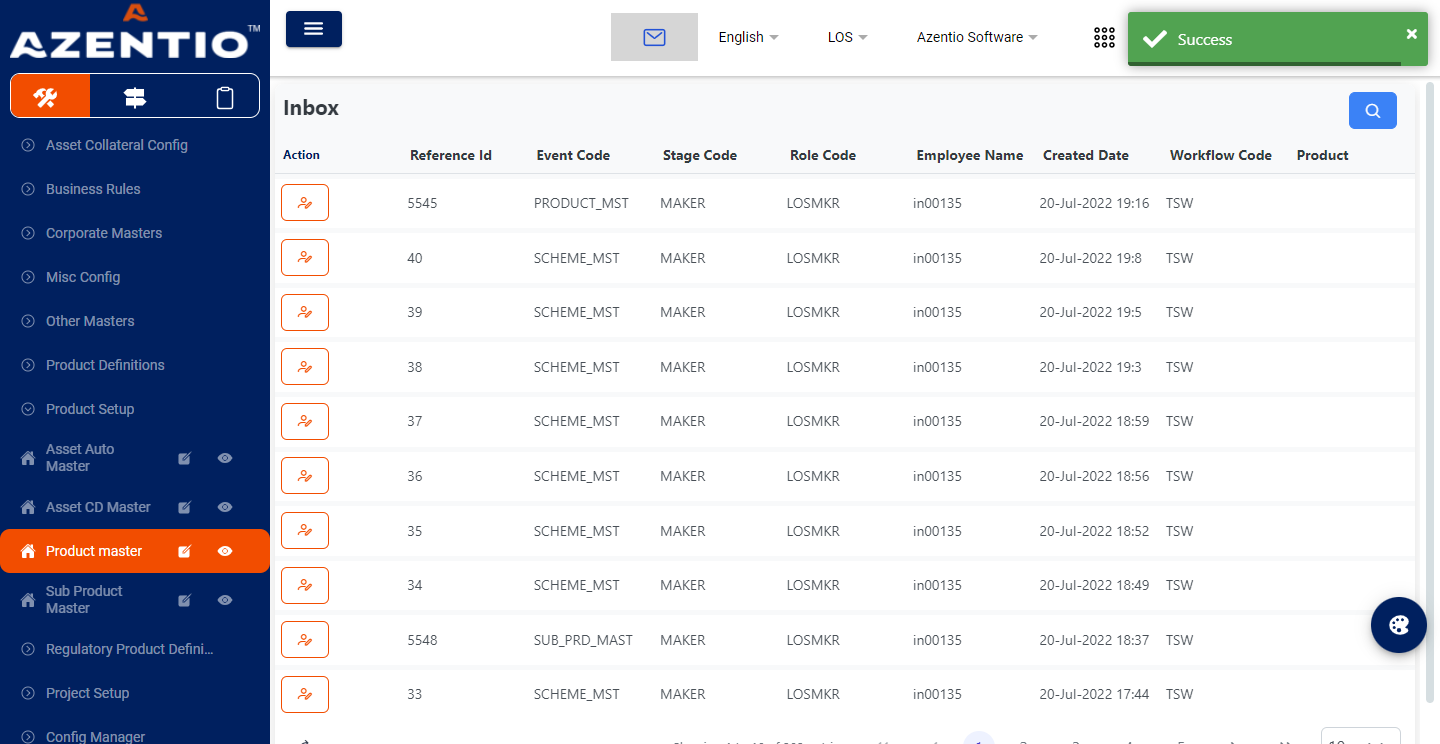 AZENTIO™
English
LOS
Azentio Software
Success
Asset Collateral Config
Business Rules
Corporate Masters
Misc Config
Other Masters
Product Definitions
Product Setup
Asset Auto
Master
Asset CD Master
Product master
Sub Product
Master
Regulatory Product Defini...
Project Setup
Config Manager
Inbox
Action Reference Id Event Code Stage Code Role Code Employee Name Created Date Workflow Code Product
5545 PRODUCT_MST MAKER LOSMKR in00135 20-Jul-2022 19:16 TSW
40 SCHEME_MST MAKER LOSMKR in00135 20-Jul-2022 19:8 TSW
39 SCHEME_MST MAKER LOSMKR in00135 20-Jul-2022 19:5 TSW
38 SCHEME_MST MAKER LOSMKR in00135 20-Jul-2022 19:3 TSW
37 SCHEME_MST MAKER LOSMKR in00135 20-Jul-2022 18:59 TSW
36 SCHEME_MST MAKER LOSMKR in00135 20-Jul-2022 18:56 TSW
35 SCHEME_MST MAKER LOSMKR in00135 20-Jul-2022 18:52 TSW
34 SCHEME_MST MAKER LOSMKR in00135 20-Jul-2022 18:49 TSW
5548 SUB_PRD_MAST MAKER LOSMKR in00135 20-Jul-2022 18:37 TSW
33 SCHEME_MST MAKER LOSMKR in00135 20-Jul-2022 17:44 TSW